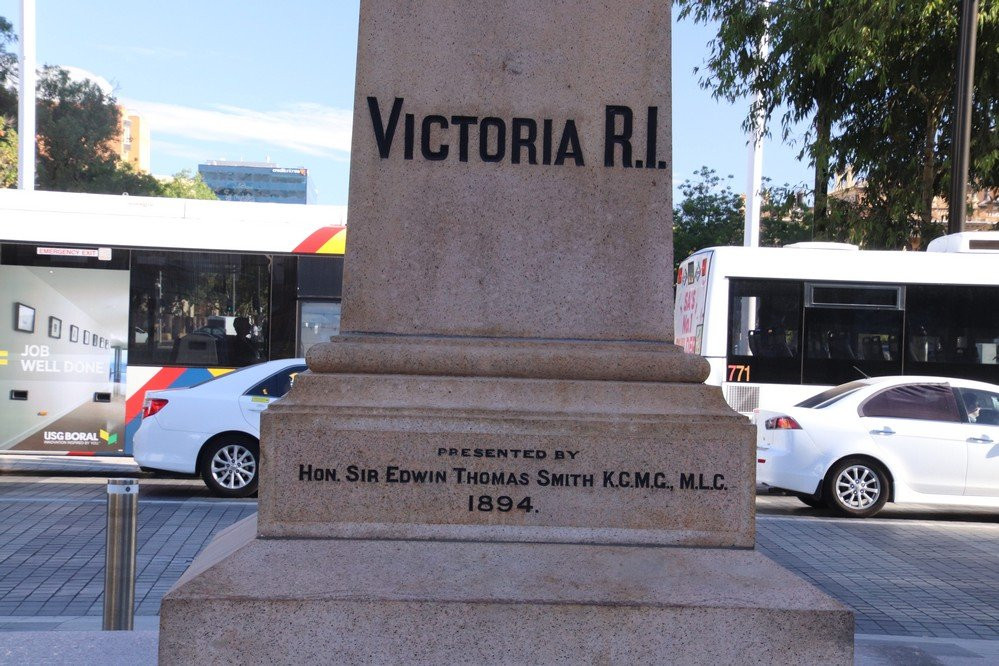 VICTORIA R.I.
PRESENTED BY
HON. SIR EDWIN THOMAS SMITH K.C.M.G., M.L.C.
1894.
EMERGENCY EXIT
JOB
WELL DONE
USG BORAL
771